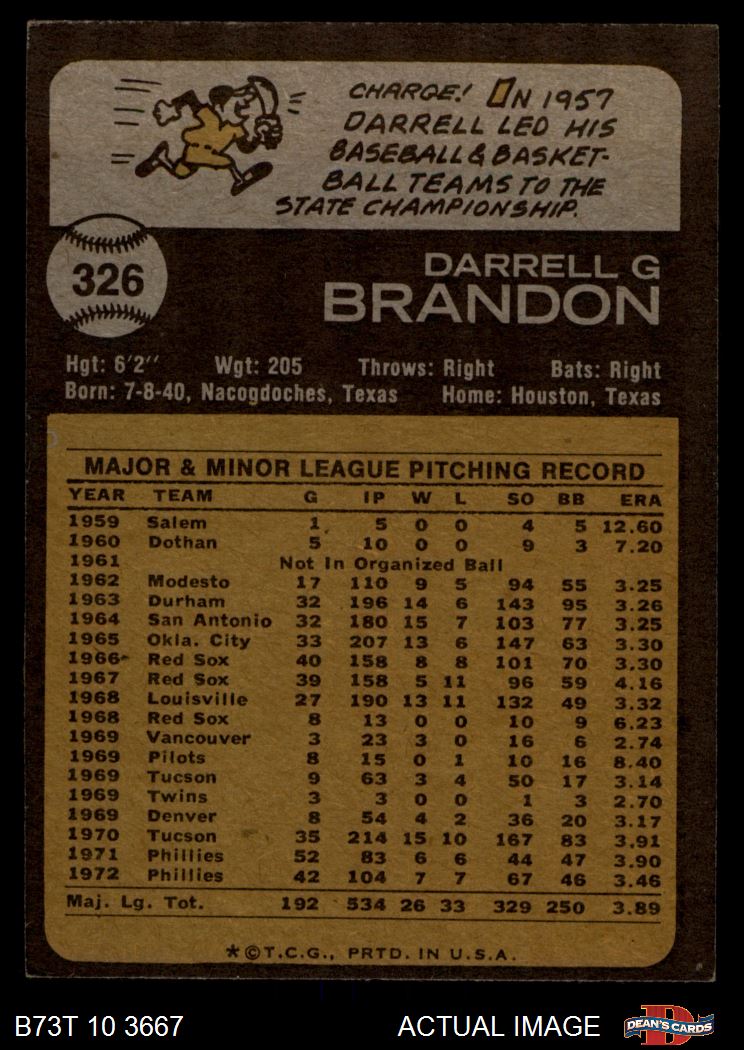 CHARGE! IN 1957
DARRELL LED HIS
BASEBALL & BASKET-
BALL TEAMS TO THE
STATE CHAMPIONSHIP.
326
DARRELL G
BRANDON
Hgt: 6'2'' Wgt: 205 Throws: Right Bats: Right
Born: 7-8-40, Nacogdoches, Texas Home: Houston, Texas
MAJOR & MINOR LEAGUE PITCHING RECORD
YEAR TEAM G IP W L SO BB ERA
1959 Salem 1 5 0 0 4 5 12.60
1960 Dothan 5 10 0 0 9 3 7.20
1961 Not In Organized Ball
1962 Modesto 17 110 9 5 94 55 3.25
1963 Durham 32 196 14 6 143 95 3.26
1964 San Antonio 32 180 15 7 103 77 3.25
1965 Okla. City 33 207 13 6 147 63 3.30
1966 Red Sox 40 158 8 8 101 70 3.30
1967 Red Sox 39 158 5 11 96 59 4.16
1968 Louisville 27 190 13 11 132 49 3.32
1968 Red Sox 8 13 0 0 10 9 6.23
1969 Vancouver 3 23 3 0 16 6 2.74
1969 Pilots 8 15 0 1 10 16 8.40
1969 Tucson 9 63 3 4 50 17 3.14
1969 Twins 3 3 0 0 1 3 2.70
1969 Denver 8 54 4 2 36 20 3.17
1970 Tucson 35 214 15 10 167 83 3.91
1971 Phillies 52 83 6 6 44 47 3.90
1972 Phillies 42 104 7 7 67 46 3.46
Maj. Lg. Tot. 192 534 26 33 329 250 3.89
*©T.C.G., PRTD. IN U.S.A.
B73T 10 3667 ACTUAL IMAGE DEAN'S CARDS